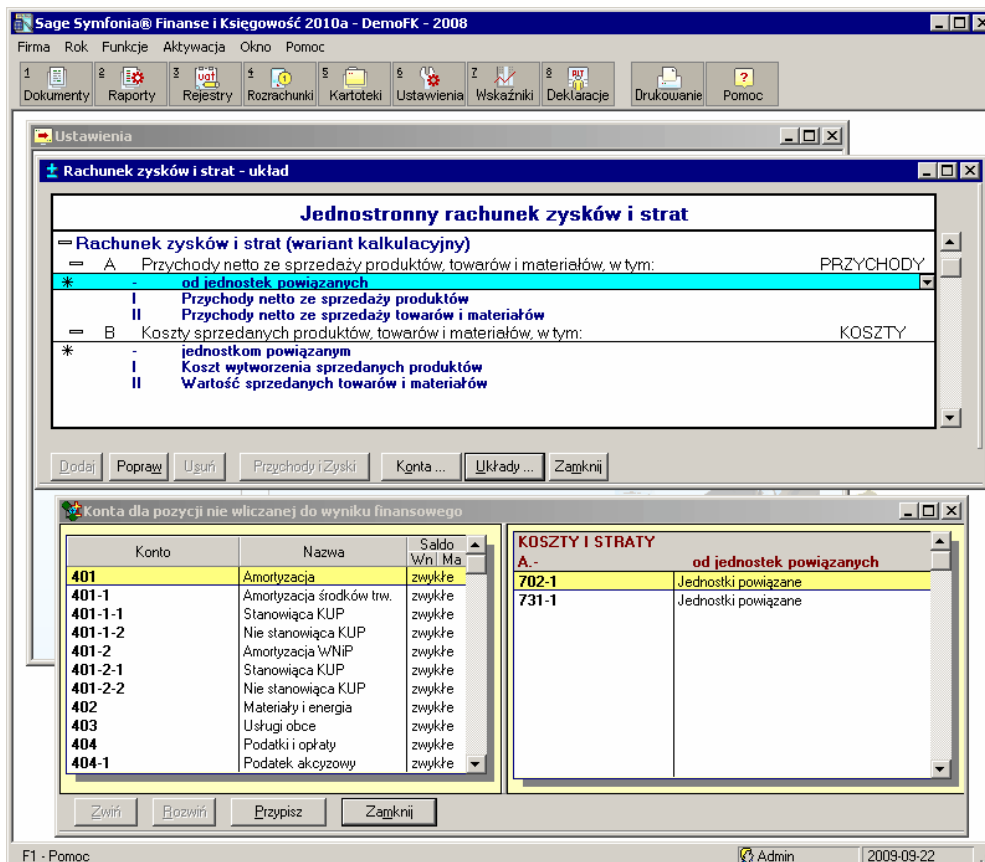 Sage Symfonia® Finanse i Księgowość 2010a - DemoFK - 2008
Firma Rok Funkcje Aktywacja Okno Pomoc
1 2 3 4 5 6 7 8
Dokumenty Raporty Rejestry Rozrachunki Kartoteki Ustawienia Wskaźniki Deklaracje Drukowanie Pomoc
Ustawienia
Rachunek zysków i strat - układ
Jednostronny rachunek zysków i strat
Rachunek zysków i strat (wariant kalkulacyjny)
A Przychody netto ze sprzedaży produktów, towarów i materiałów, w tym: PRZYCHODY
* - od jednostek powiązanych
I Przychody netto ze sprzedaży produktów
II Przychody netto ze sprzedaży towarów i materiałów
B Koszty sprzedanych produktów, towarów i materiałów, w tym: KOSZTY
* - jednostkom powiązanym
I Koszt wytworzenia sprzedanych produktów
II Wartość sprzedanych towarów i materiałów
Dodaj Popraw Usuń Przychody i Zyski Konta ... Układy ... Zamknij
Konta dla pozycji nie wliczanej do wyniku finansowego
Konto Nazwa Saldo
Wn Ma
401 Amortyzacja zwykłe
401-1 Amortyzacja środków trw. zwykłe
401-1-1 Stanowiąca KUP zwykłe
401-1-2 Nie stanowiąca KUP zwykłe
401-2 Amortyzacja WNiP zwykłe
401-2-1 Stanowiąca KUP zwykłe
401-2-2 Nie stanowiąca KUP zwykłe
402 Materiały i energia zwykłe
403 Usługi obce zwykłe
404 Podatki i opłaty zwykłe
404-1 Podatek akcyzowy zwykłe
KOSZTY I STRATY
A.- od jednostek powiązanych
702-1 Jednostki powiązane
731-1 Jednostki powiązane
Zwiń Rozwiń Przypisz Zamknij
F1 - Pomoc Admin 2009-09-22